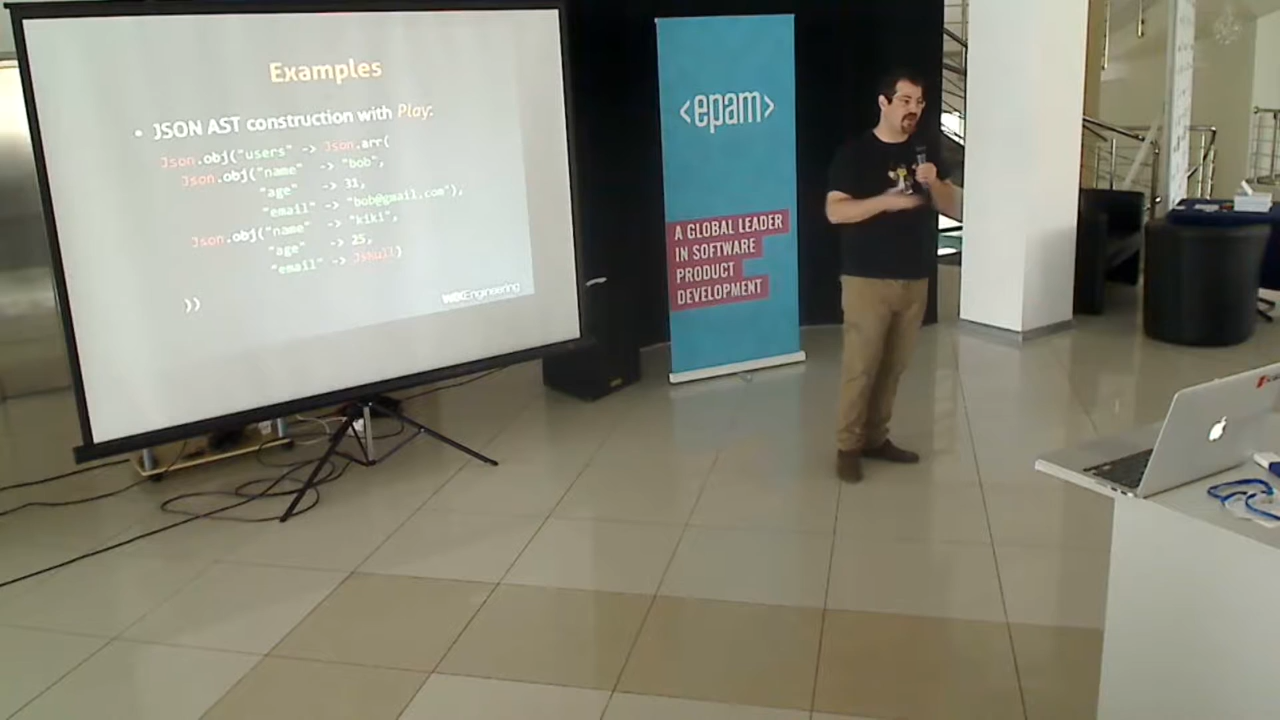 Examples
• JSON AST construction with Play:
Json.obj("users" -> Json.arr(
Json.obj("name" -> "bob",
"age" -> 31,
"email" -> "bob@gmail.com"),
Json.obj("name" -> "kiki",
"age" -> 25,
"email" -> JsNull)
))
WIXEngineering
<epam>
A GLOBAL LEADER
IN SOFTWARE
PRODUCT
DEVELOPMENT